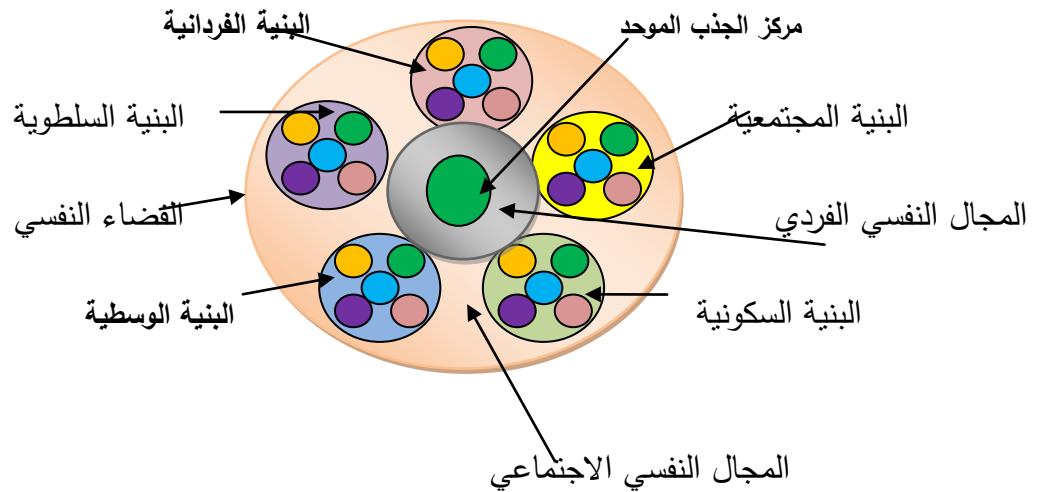 مركز الجذب الموحد
البنية الفردانية
البنية المجتمعية
البنية السلطوية
المجال النفسي الفردي
الفضاء النفسي
البنية السكونية
البنية الوسطية
المجال النفسي الاجتماعي